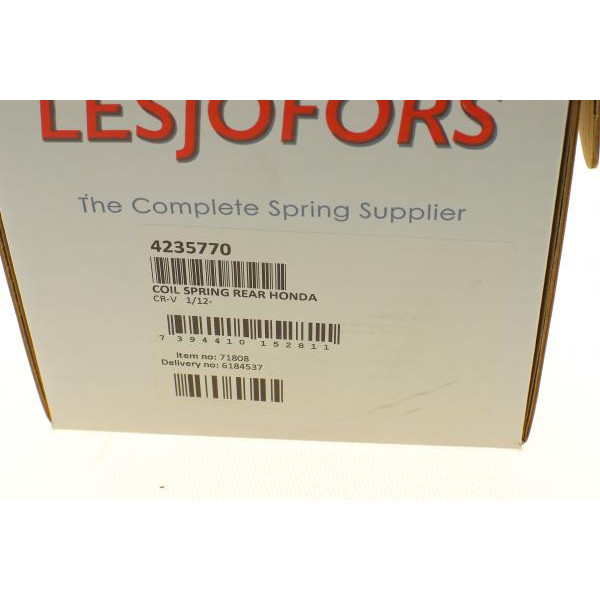 LESJÖFORS
The Complete Spring Supplier
4235770
COIL SPRING REAR HONDA
CR-V 1/12-
7 394410 152811
Item no: 71808
Delivery no: 6184537